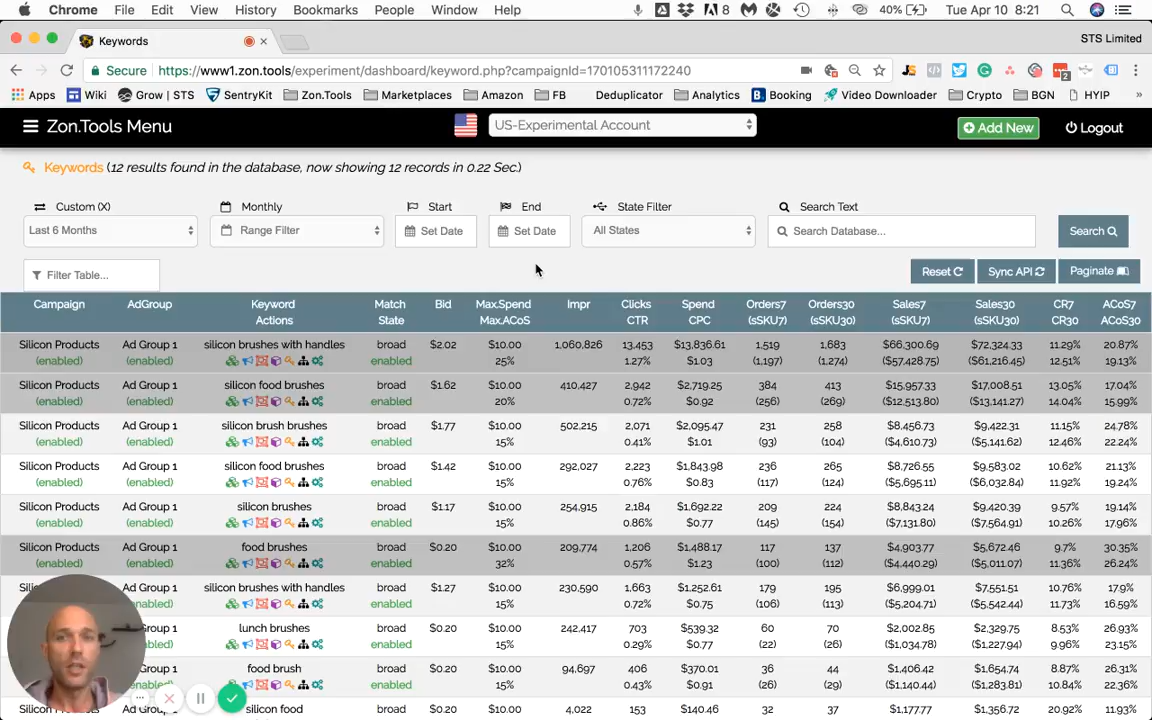 Chrome File Edit View History Bookmarks People Window Help 8 40% Tue Apr 10 8:21
Keywords STS Limited
Secure https://www1.zon.tools/experiment/dashboard/keyword.php?campaignId=170105311172240
Apps Wiki Grow | STS SentryKit Zon.Tools Marketplaces Amazon FB Deduplicator Analytics Booking Video Downloader Crypto BGN HYIP »
Zon.Tools Menu US-Experimental Account Add New Logout
Keywords (12 results found in the database, now showing 12 records in 0.22 Sec.)
Custom (X) Monthly Start End State Filter Search Text
Last 6 Months Range Filter Set Date Set Date All States Search Database... Search
Filter Table... Reset Sync API Paginate
Campaign AdGroup Keyword Match Bid Max.Spend Impr Clicks Spend Orders7 Orders30 Sales7 Sales30 CR7 ACoS7
Actions State Max.ACoS CTR CPC (sSKU7) (sSKU30) (sSKU7) (sSKU30) CR30 ACoS30
Silicon Products Ad Group 1 silicon brushes with handles broad $2.02 $10.00 1,060,826 13,453 $13,836.61 1,519 1,683 $66,300.69 $72,324.33 11.29% 20.87%
(enabled) (enabled) enabled 25% 1.27% $1.03 (1,197) (1,274) ($57,428.75) ($61,216.45) 12.51% 19.13%
Silicon Products Ad Group 1 silicon food brushes broad $1.62 $10.00 410,427 2,942 $2,719.25 384 413 $15,957.33 $17,008.51 13.05% 17.04%
(enabled) (enabled) enabled 20% 0.72% $0.92 (256) (269) ($12,513.80) ($13,141.27) 14.04% 15.99%
Silicon Products Ad Group 1 silicon brush brushes broad $1.77 $10.00 502,215 2,071 $2,095.47 231 258 $8,456.73 $9,422.31 11.15% 24.78%
(enabled) (enabled) enabled 15% 0.41% $1.01 (93) (104) ($4,610.73) ($5,141.62) 12.46% 22.24%
Silicon Products Ad Group 1 silicon food brushes broad $1.42 $10.00 292,027 2,223 $1,843.98 236 265 $8,726.55 $9,583.02 10.62% 21.13%
(enabled) (enabled) enabled 15% 0.76% $0.83 (117) (124) ($5,695.11) ($6,032.84) 11.92% 19.24%
Silicon Products Ad Group 1 silicon brushes broad $1.17 $10.00 254,915 2,184 $1,692.22 209 224 $8,843.24 $9,420.39 9.57% 19.14%
(enabled) (enabled) enabled 15% 0.86% $0.77 (145) (154) ($7,131.80) ($7,564.91) 10.26% 17.96%
Silicon Products Ad Group 1 food brushes broad $0.20 $10.00 209,774 1,206 $1,488.17 117 137 $4,903.77 $5,672.46 9.7% 30.35%
(enabled) (enabled) enabled 32% 0.57% $1.23 (100) (112) ($4,440.29) ($5,011.07) 11.36% 26.24%
Silicon Products Ad Group 1 silicon brushes with handles broad $1.27 $10.00 230,590 1,663 $1,252.61 179 195 $6,999.01 $7,551.51 10.76% 17.9%
enabled) enabled 15% 0.72% $0.75 (106) (113) ($5,204.71) ($5,542.44) 11.73% 16.59%
Group 1 lunch brushes broad $0.20 $10.00 242,417 703 $539.32 60 70 $2,002.85 $2,329.75 8.53% 26.93%
enabled) enabled 15% 0.29% $0.77 (22) (26) ($1,034.78) ($1,227.94) 9.96% 23.15%
Group 1 food brush broad $0.20 $10.00 94,697 406 $370.01 36 44 $1,406.42 $1,654.74 8.87% 26.31%
enabled) enabled 15% 0.43% $0.91 (26) (29) ($1,140.44) ($1,283.81) 10.84% 22.36%
Silicon Products Ad Group 1 silicon food broad $0.20 $10.00 4,022 153 $140.46 32 37 $1,177.77 $1,356.72 20.92% 11.93%